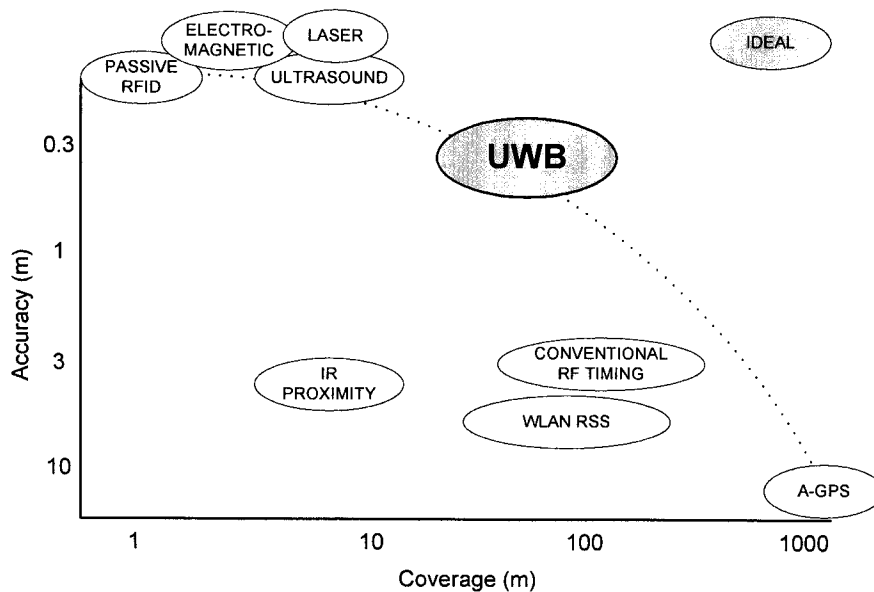 ELECTRO-
MAGNETIC
LASER
IDEAL
PASSIVE
RFID
ULTRASOUND
0.3
UWB
1
Accuracy (m)
3
CONVENTIONAL
RF TIMING
IR
PROXIMITY
WLAN RSS
10
A-GPS
1
10
100
1000
Coverage (m)